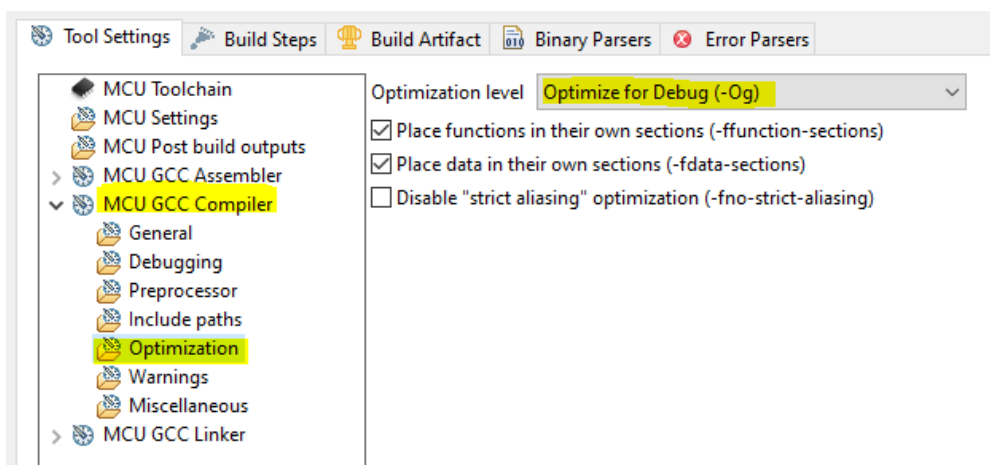 Tool Settings Build Steps Build Artifact Binary Parsers Error Parsers
MCU Toolchain
MCU Settings
MCU Post build outputs
MCU GCC Assembler
MCU GCC Compiler
General
Debugging
Preprocessor
Include paths
Optimization
Warnings
Miscellaneous
MCU GCC Linker
Optimization level Optimize for Debug (-Og)
Place functions in their own sections (-ffunction-sections)
Place data in their own sections (-fdata-sections)
Disable "strict aliasing" optimization (-fno-strict-aliasing)